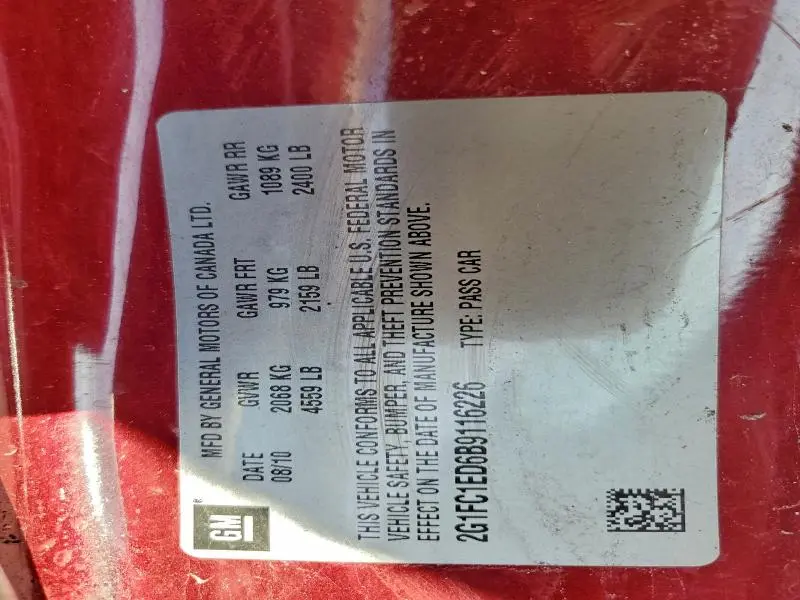 GM
MFD BY GENERAL MOTORS OF CANADA LTD.
DATE GVWR GAWR FRT GAWR RR
08/10 2068 KG 979 KG 1089 KG
4559 LB 2159 LB 2400 LB
THIS VEHICLE CONFORMS TO ALL APPLICABLE U.S. FEDERAL MOTOR
VEHICLE SAFETY, BUMPER, AND THEFT PREVENTION STANDARDS IN
EFFECT ON THE DATE OF MANUFACTURE SHOWN ABOVE.
2G1FC1ED6B9116226 TYPE: PASS CAR